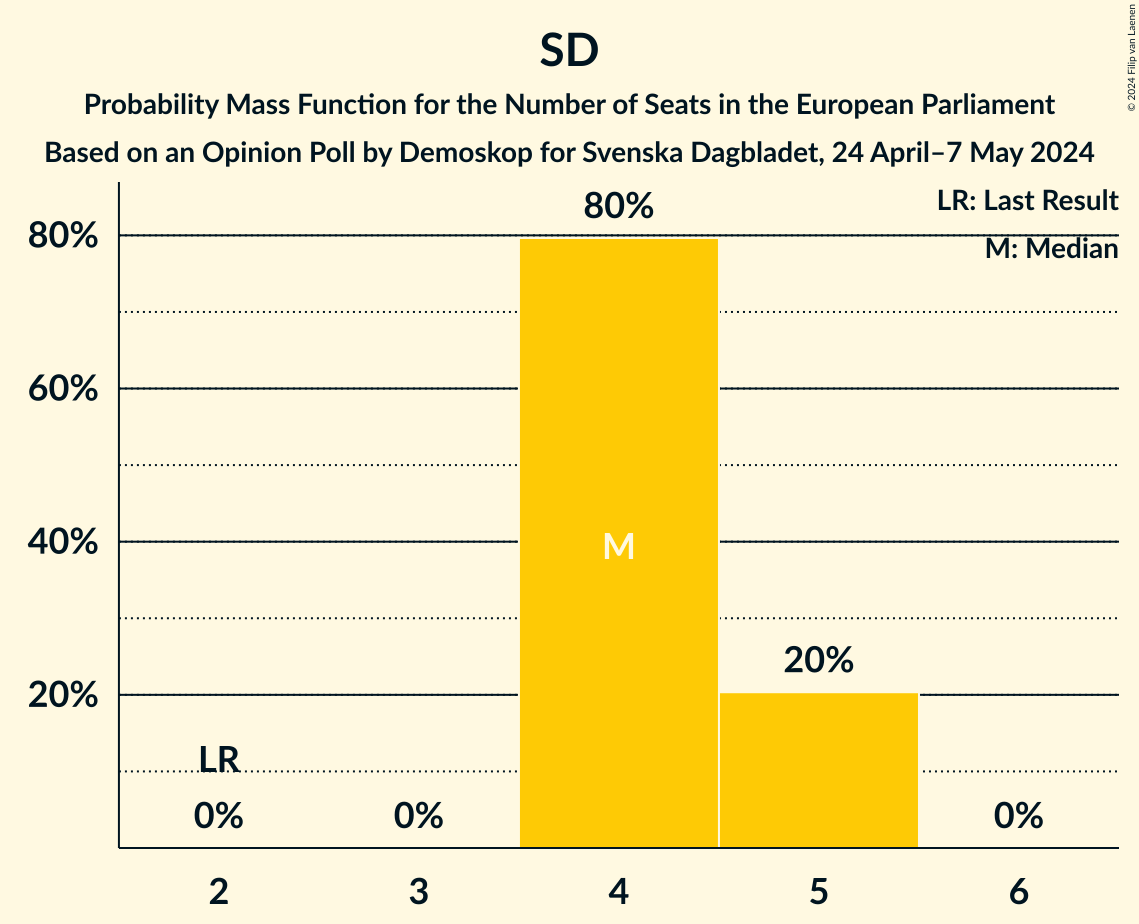 SD
Probability Mass Function for the Number of Seats in the European Parliament
Based on an Opinion Poll by Demoskop for Svenska Dagbladet, 24 April–7 May 2024
© 2024 Filip van Laenen
LR: Last Result
M: Median
80%
80%
60%
40%
M
20%
20%
LR
0%
0%
0%
2
3
4
5
6